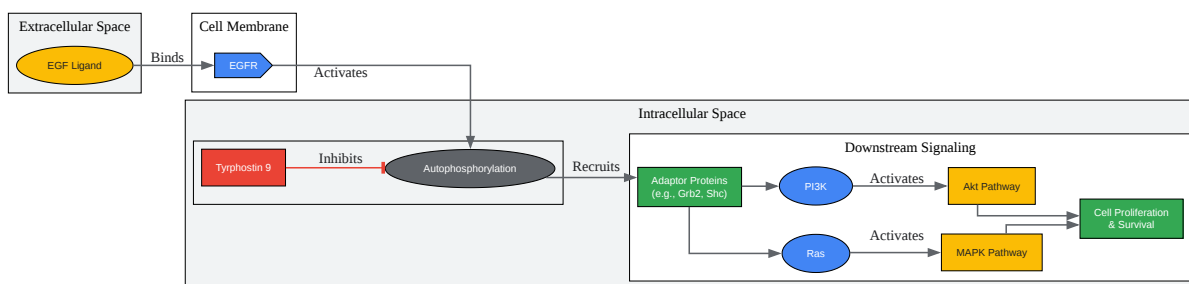 Extracellular Space
EGF Ligand
Binds
Cell Membrane
EGFR
Activates
Intracellular Space
Tyrphostin 9
Inhibits
Autophosphorylation
Recruits
Downstream Signaling
Adaptor Proteins
(e.g., Grb2, Shc)
PI3K
Activates
Akt Pathway
Ras
Activates
MAPK Pathway
Cell Proliferation
& Survival